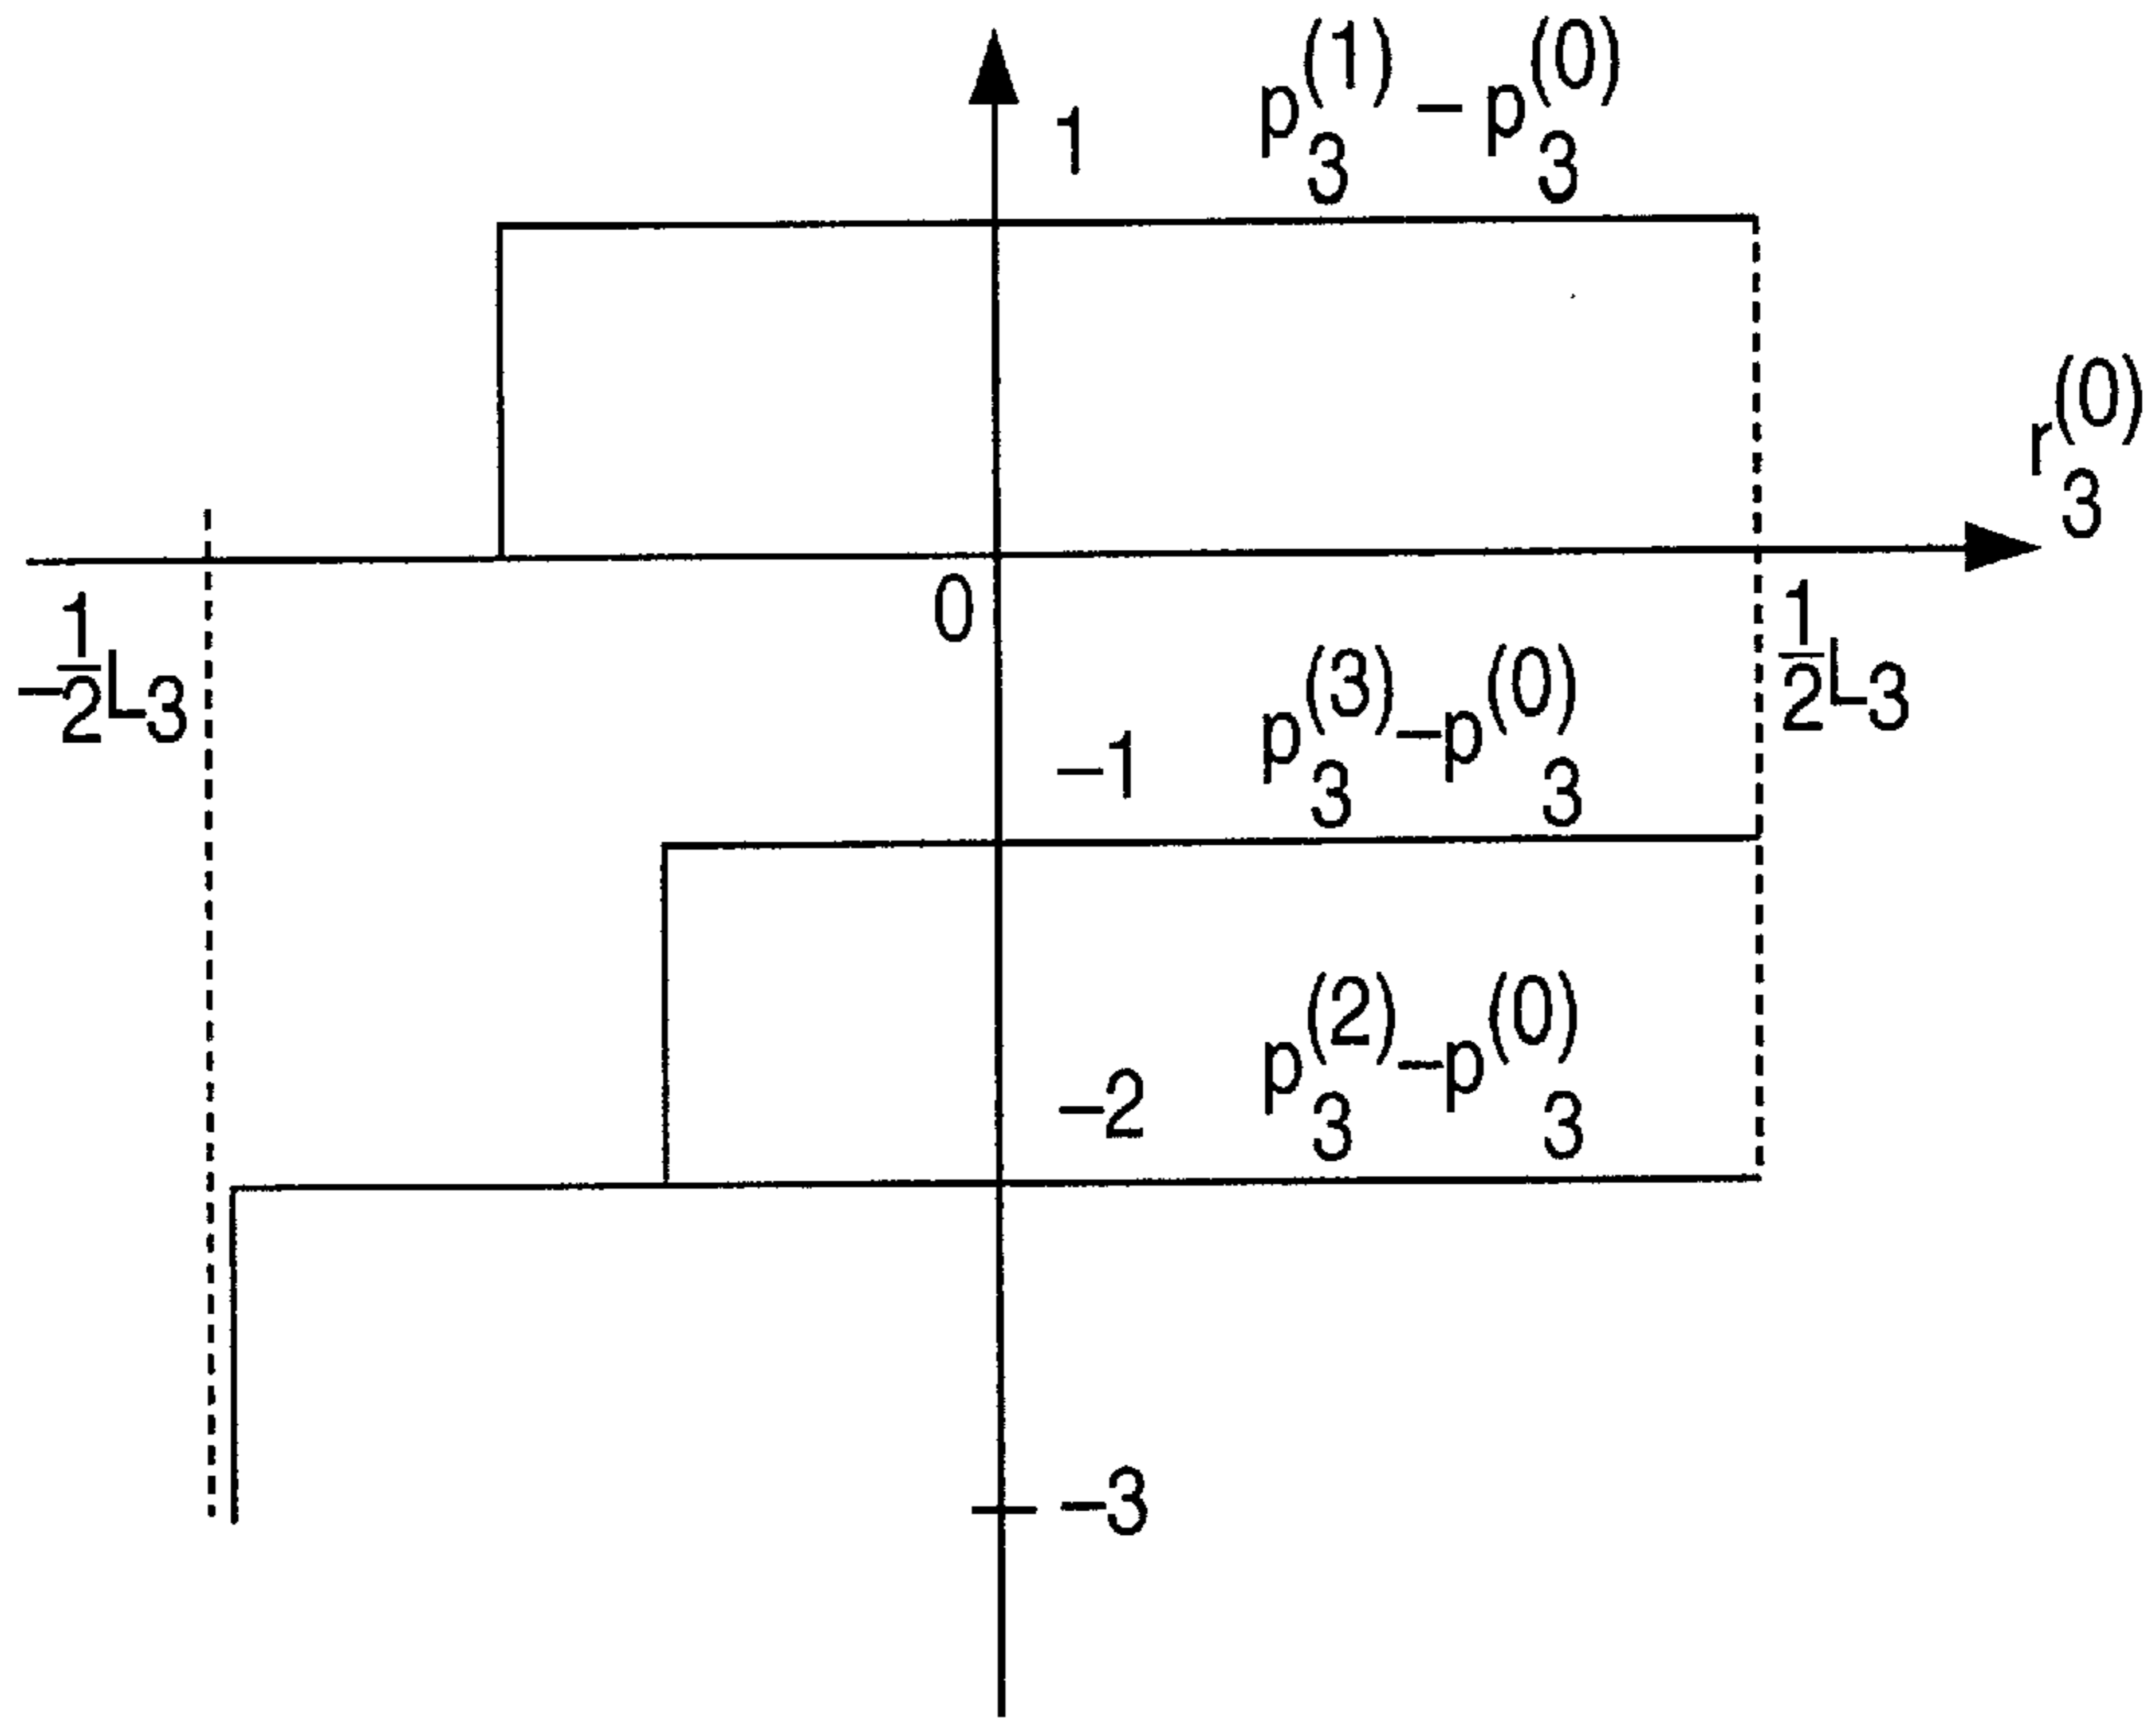 1 p₃⁽¹⁾ – p₃⁽⁰⁾
r₃⁽⁰⁾
0
–½L₃
½L₃
–1 p₃⁽³⁾–p₃⁽⁰⁾
–2 p₃⁽²⁾–p₃⁽⁰⁾
–3